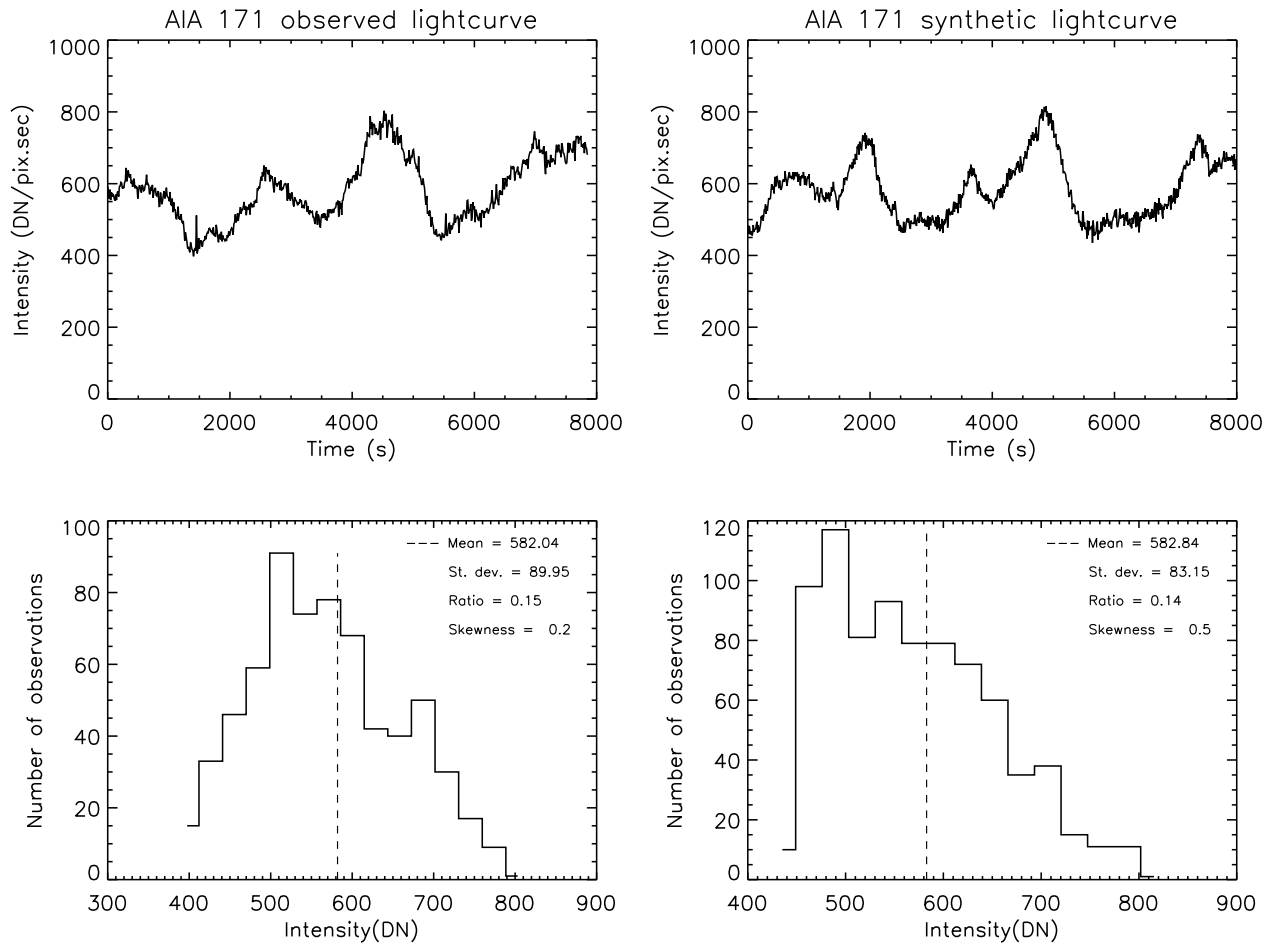 AIA 171 observed lightcurve
1000
800
600
400
200
0
Intensity (DN/pix.sec)
0 2000 4000 6000 8000
Time (s)
AIA 171 synthetic lightcurve
1000
800
600
400
200
0
Intensity (DN/pix.sec)
0 2000 4000 6000 8000
Time (s)
100
80
60
40
20
0
Number of observations
Mean = 582.04
St. dev. = 89.95
Ratio = 0.15
Skewness = 0.2
300 400 500 600 700 800 900
Intensity(DN)
120
100
80
60
40
20
0
Number of observations
Mean = 582.84
St. dev. = 83.15
Ratio = 0.14
Skewness = 0.5
400 500 600 700 800 900
Intensity(DN)